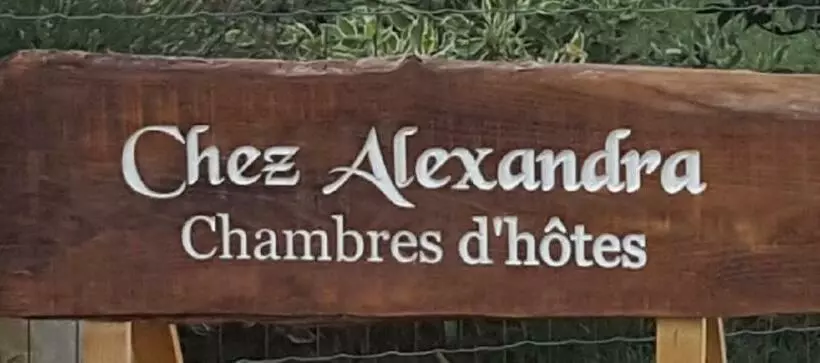 Chez Alexandra
Chambres d'hôtes